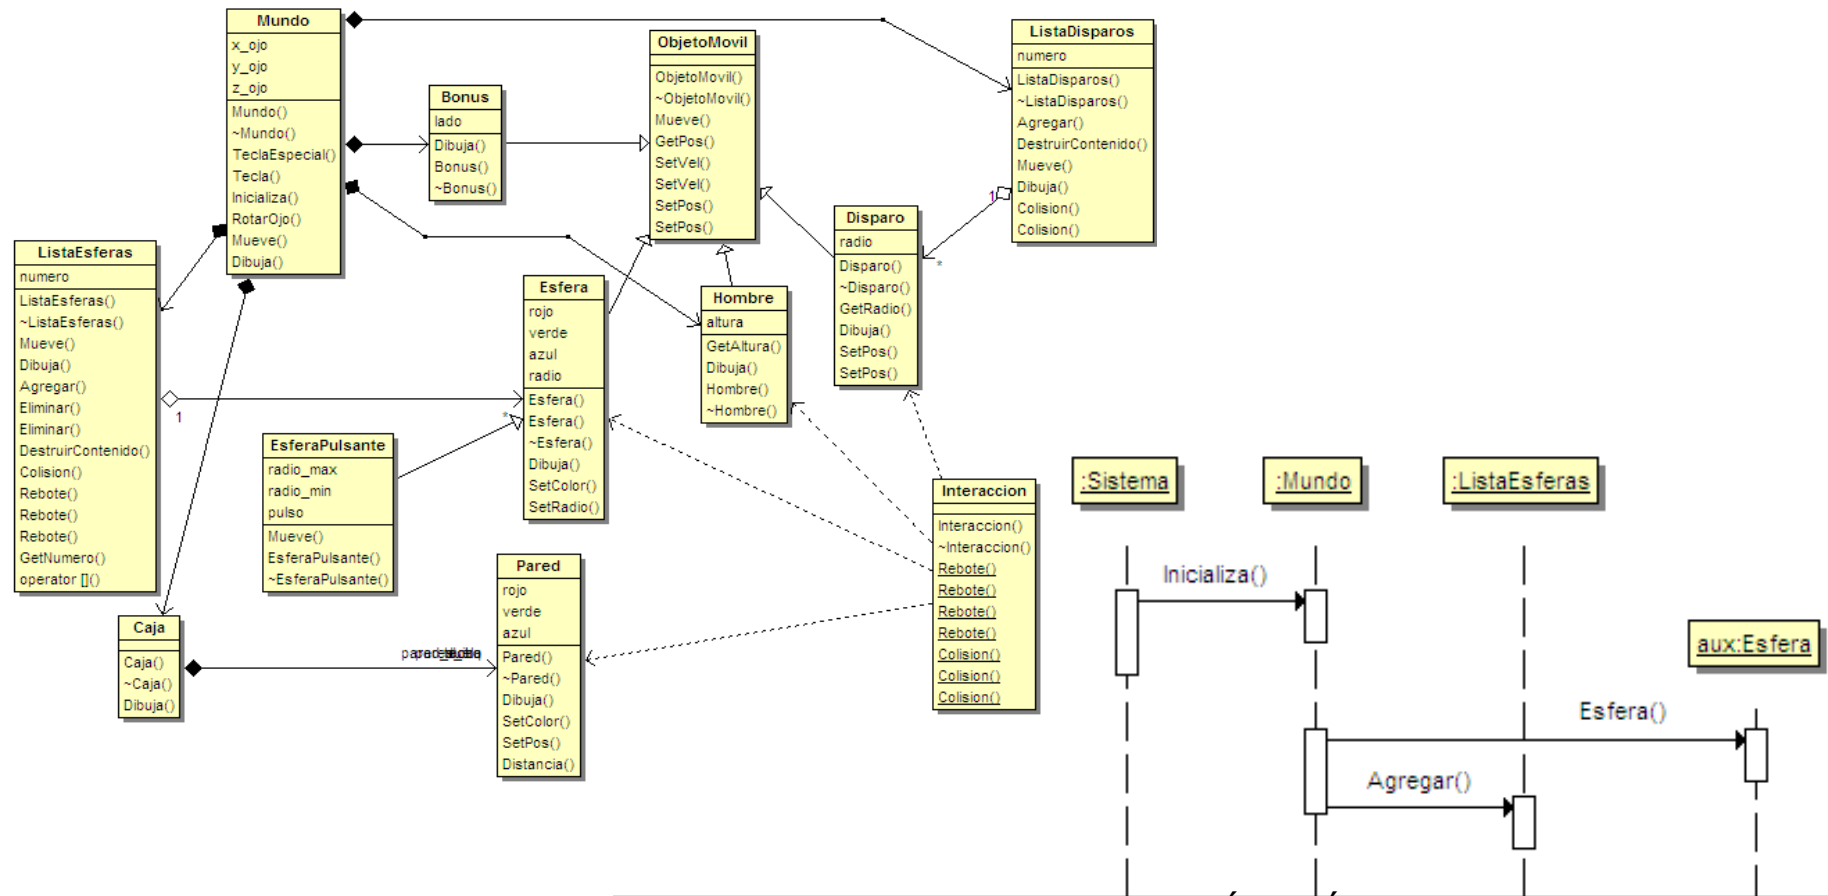 Mundo
x_ojo
y_ojo
z_ojo
Mundo()
~Mundo()
TeclaEspecial()
Tecla()
Inicializa()
RotarOjo()
Mueve()
Dibuja()
Bonus
lado
Dibuja()
Bonus()
~Bonus()
ObjetoMovil
ObjetoMovil()
~ObjetoMovil()
Mueve()
GetPos()
SetVel()
SetVel()
SetPos()
SetPos()
ListaDisparos
numero
ListaDisparos()
~ListaDisparos()
Agregar()
DestruirContenido()
Mueve()
Dibuja()
Colision()
Colision()
1
*
Disparo
radio
Disparo()
~Disparo()
GetRadio()
Dibuja()
SetPos()
SetPos()
ListaEsferas
numero
ListaEsferas()
~ListaEsferas()
Mueve()
Dibuja()
Agregar()
Eliminar()
Eliminar()
DestruirContenido()
Colision()
Rebote()
Rebote()
Rebote()
GetNumero()
operator []()
1
*
Esfera
rojo
verde
azul
radio
Esfera()
Esfera()
~Esfera()
Dibuja()
SetColor()
SetRadio()
Hombre
altura
GetAltura()
Dibuja()
Hombre()
~Hombre()
EsferaPulsante
radio_max
radio_min
pulso
Mueve()
EsferaPulsante()
~EsferaPulsante()
Interaccion
Interaccion()
~Interaccion()
Rebote()
Rebote()
Rebote()
Rebote()
Colision()
Colision()
Colision()
Pared
rojo
verde
azul
Pared()
~Pared()
Dibuja()
SetColor()
SetPos()
Distancia()
Caja
Caja()
~Caja()
Dibuja()
:Sistema
:Mundo
:ListaEsferas
Inicializa()
aux:Esfera
Esfera()
Agregar()